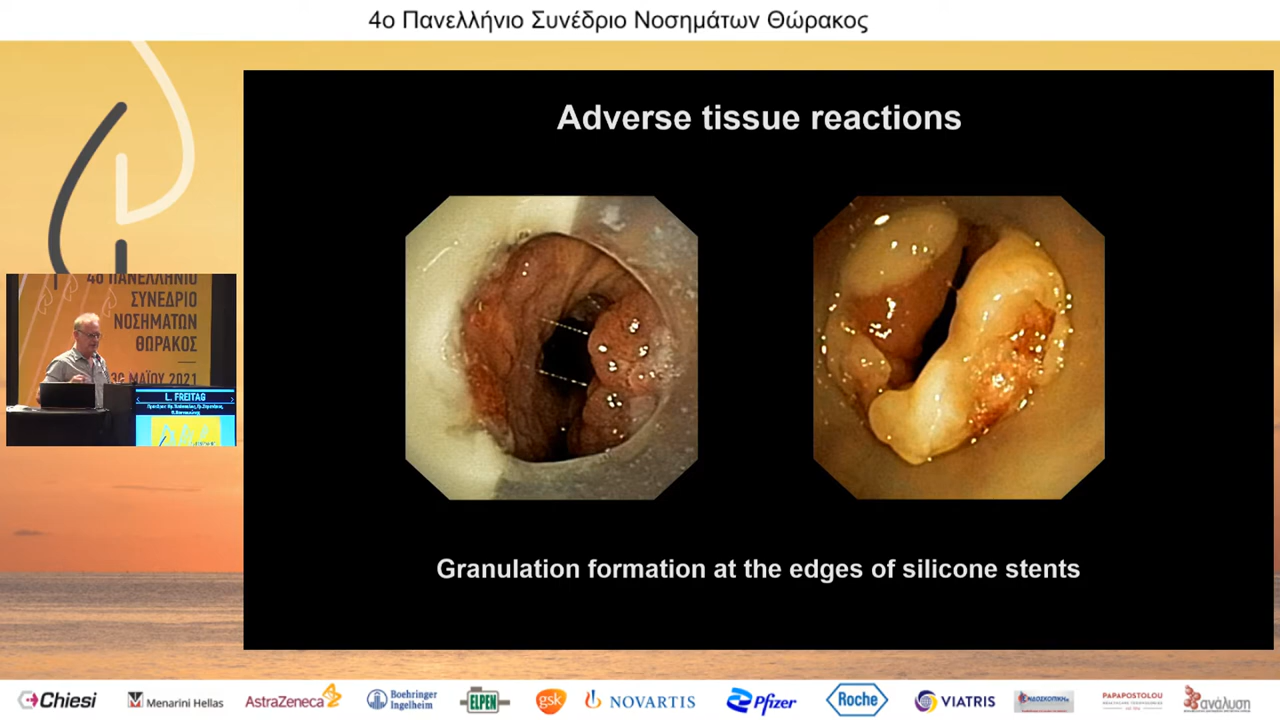 4ο Πανελλήνιο Συνέδριο Νοσημάτων Θώρακος
Adverse tissue reactions
4ο ΠΑΝΕΛΛΗΝΙΟ
ΣΥΝΕΔΡΙΟ
ΝΟΣΗΜΑΤΩΝ
ΘΩΡΑΚΟΣ
ΜΑΪΟΥ 2021
L. FREITAG
Granulation formation at the edges of silicone stents
Chiesi
Menarini Hellas
AstraZeneca
Boehringer
Ingelheim
ELPEN
gsk
NOVARTIS
Pfizer
Roche
VIATRIS
PAPAPOSTOLOU
ανάλυση